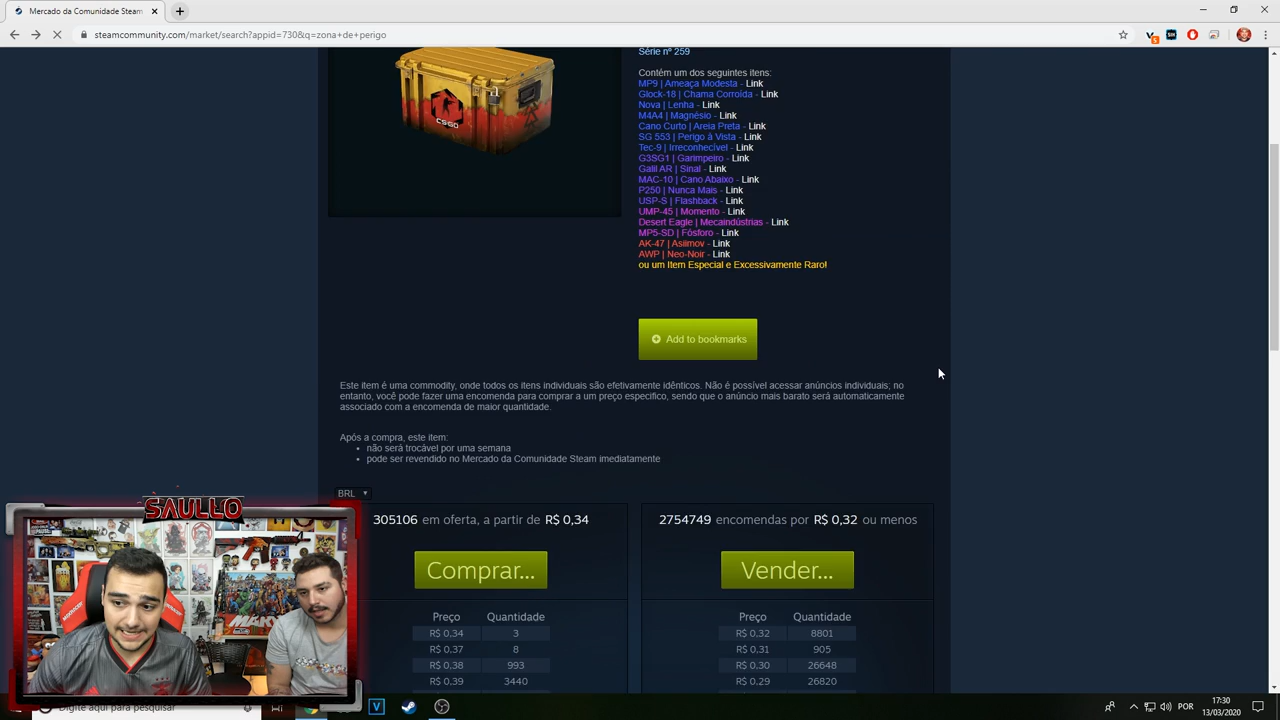 Mercado da Comunidade St
steamcommunity.com/market/search?appid=730&q=zona+de+perigo
Série nº 259
Contém um dos seguintes itens:
MP9 | Ameaça Modesta - Link
Glock-18 | Chama Corroída - Link
Nova | Lenha - Link
M4A4 | Magnésio - Link
Cano Curto | Areia Preta - Link
SG 553 | Perigo à Vista - Link
Tec-9 | Irreconhecível - Link
G3SG1 | Garimpeiro - Link
Galil AR | Sinal - Link
MAC-10 | Cano Abaixo - Link
P250 | Nunca Mais - Link
USP-S | Flashback - Link
UMP-45 | Momento - Link
Desert Eagle | Mecaindústrias - Link
MP5-SD | Fósforo - Link
AK-47 | Asiimov - Link
AWP | Neo-Noir - Link
ou um Item Especial e Excessivamente Raro!
CS:GO
Add to bookmarks
Este item é uma commodity, onde todos os itens individuais são efetivamente idênticos. Não é possível acessar anúncios individuais; no
entanto, você pode fazer uma encomenda para comprar a um preço específico, sendo que o anúncio mais barato será automaticamente
associado com a encomenda de maior quantidade.
Após a compra, este item:
• não será trocável por uma semana
• pode ser revendido no Mercado da Comunidade Steam imediatamente
BRL
305106 em oferta, a partir de R$ 0,34
2754749 encomendas por R$ 0,32 ou menos
Comprar...
Vender...
Preço Quantidade
R$ 0,34 3
R$ 0,37 8
R$ 0,38 993
R$ 0,39 3440
Preço Quantidade
R$ 0,32 8801
R$ 0,31 905
R$ 0,30 26648
R$ 0,29 26820
SAULLO
Digite aqui para pesquisar
POR
17:30
13/03/2020